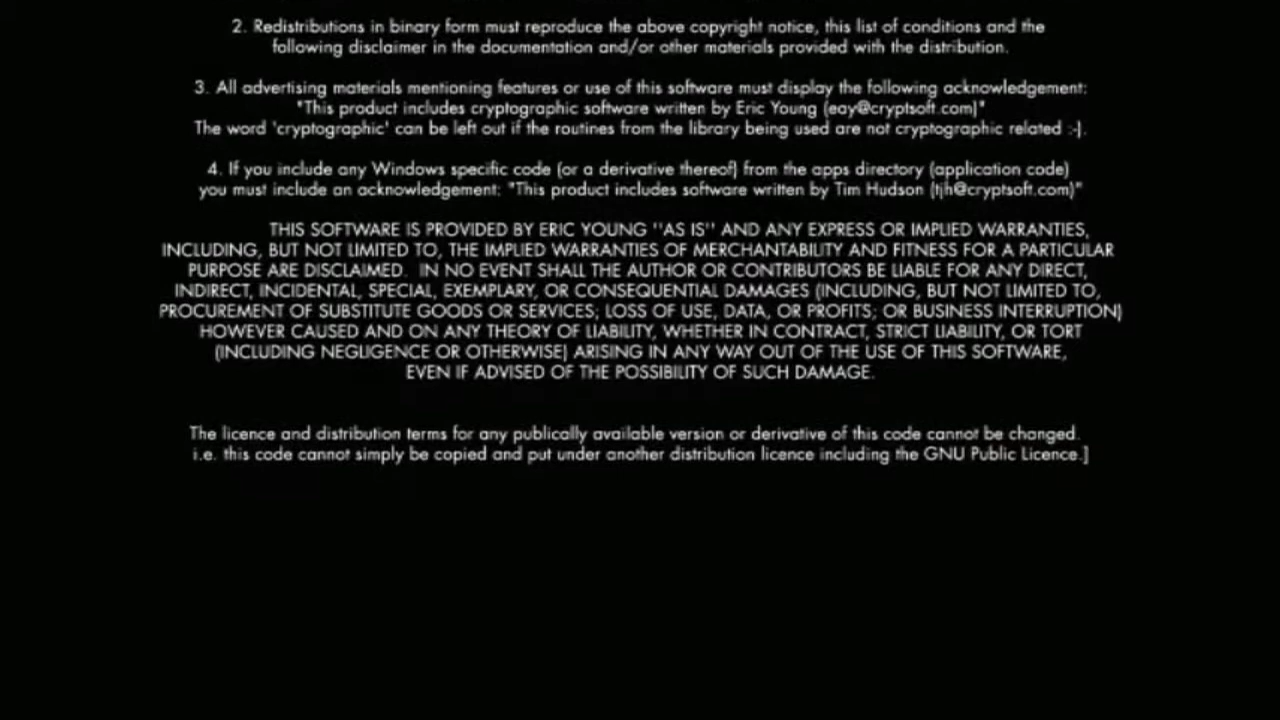 2. Redistributions in binary form must reproduce the above copyright notice, this list of conditions and the
following disclaimer in the documentation and/or other materials provided with the distribution.
3. All advertising materials mentioning features or use of this software must display the following acknowledgement:
"This product includes cryptographic software written by Eric Young (eay@cryptsoft.com)"
The word 'cryptographic' can be left out if the routines from the library being used are not cryptographic related :-).
4. If you include any Windows specific code (or a derivative thereof) from the apps directory (application code)
you must include an acknowledgement: "This product includes software written by Tim Hudson (tjh@cryptsoft.com)"
THIS SOFTWARE IS PROVIDED BY ERIC YOUNG ''AS IS'' AND ANY EXPRESS OR IMPLIED WARRANTIES,
INCLUDING, BUT NOT LIMITED TO, THE IMPLIED WARRANTIES OF MERCHANTABILITY AND FITNESS FOR A PARTICULAR
PURPOSE ARE DISCLAIMED.  IN NO EVENT SHALL THE AUTHOR OR CONTRIBUTORS BE LIABLE FOR ANY DIRECT,
INDIRECT, INCIDENTAL, SPECIAL, EXEMPLARY, OR CONSEQUENTIAL DAMAGES (INCLUDING, BUT NOT LIMITED TO,
PROCUREMENT OF SUBSTITUTE GOODS OR SERVICES; LOSS OF USE, DATA, OR PROFITS; OR BUSINESS INTERRUPTION)
HOWEVER CAUSED AND ON ANY THEORY OF LIABILITY, WHETHER IN CONTRACT, STRICT LIABILITY, OR TORT
(INCLUDING NEGLIGENCE OR OTHERWISE) ARISING IN ANY WAY OUT OF THE USE OF THIS SOFTWARE,
EVEN IF ADVISED OF THE POSSIBILITY OF SUCH DAMAGE.
The licence and distribution terms for any publically available version or derivative of this code cannot be changed.
i.e. this code cannot simply be copied and put under another distribution licence including the GNU Public Licence.]